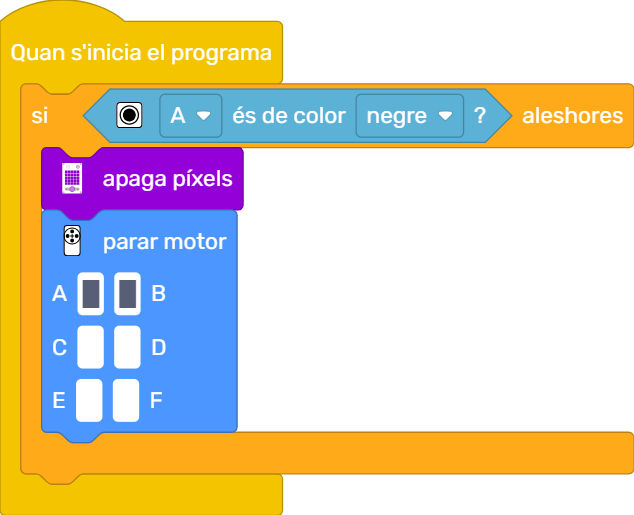 Quan s'inicia el programa
si A és de color negre ? aleshores
apaga píxels
parar motor
A B
C D
E F